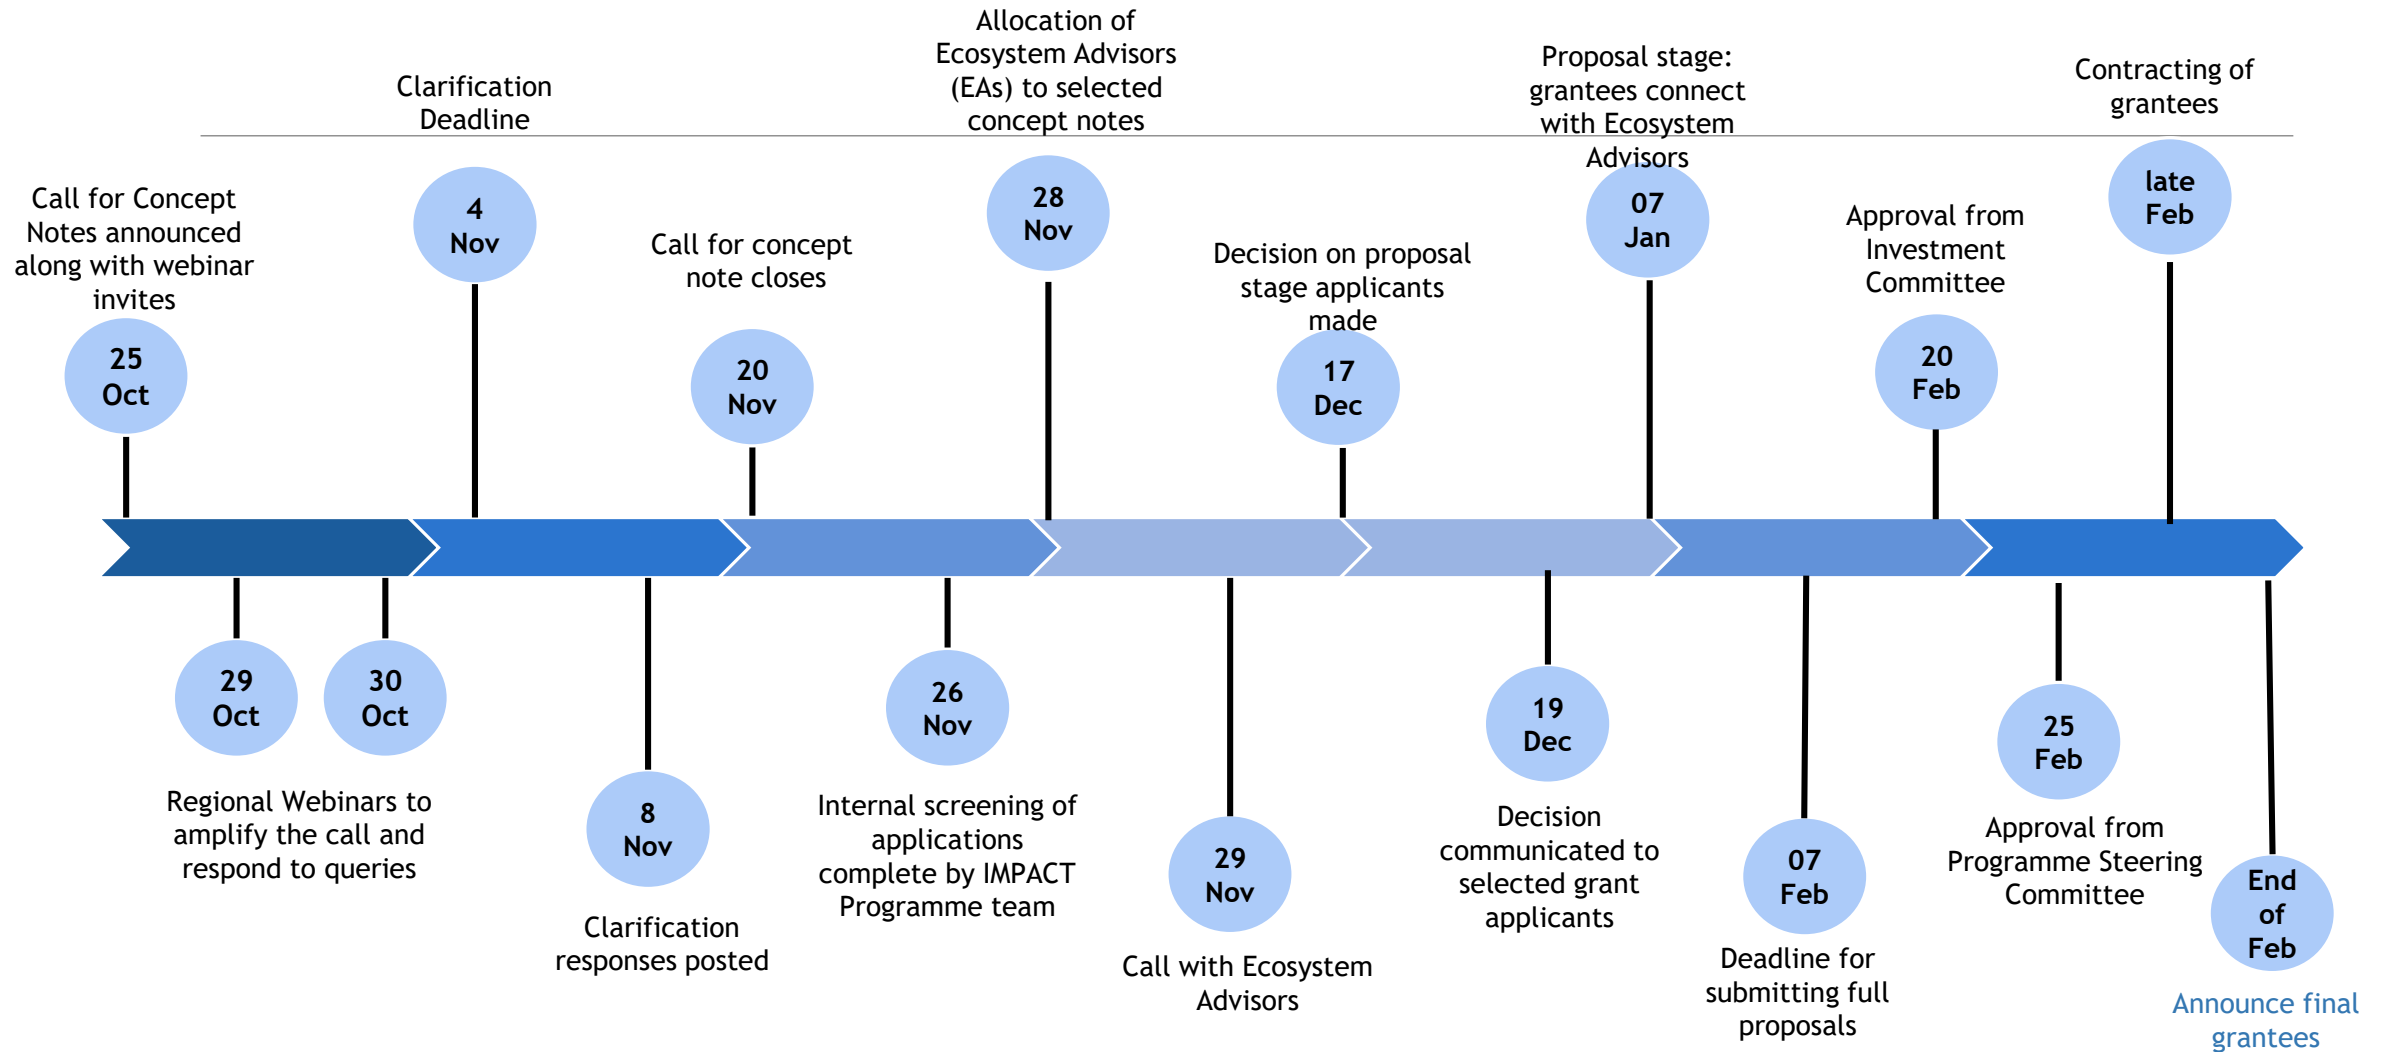 Call for Concept
Notes announced
along with webinar
invites
25
Oct
29
Oct
30
Oct
Regional Webinars to
amplify the call and
respond to queries
Clarification
Deadline
4
Nov
8
Nov
Clarification
responses posted
Call for concept
note closes
20
Nov
26
Nov
Internal screening of
applications
complete by IMPACT
Programme team
Allocation of
Ecosystem Advisors
(EAs) to selected
concept notes
28
Nov
29
Nov
Call with Ecosystem
Advisors
Decision on proposal
stage applicants
made
17
Dec
19
Dec
Decision
communicated to
selected grant
applicants
Proposal stage:
grantees connect
with Ecosystem
Advisors
07
Jan
07
Feb
Deadline for
submitting full
proposals
Approval from
Investment
Committee
20
Feb
25
Feb
Approval from
Programme Steering
Committee
Contracting of
grantees
late
Feb
End
of
Feb
Announce final
grantees